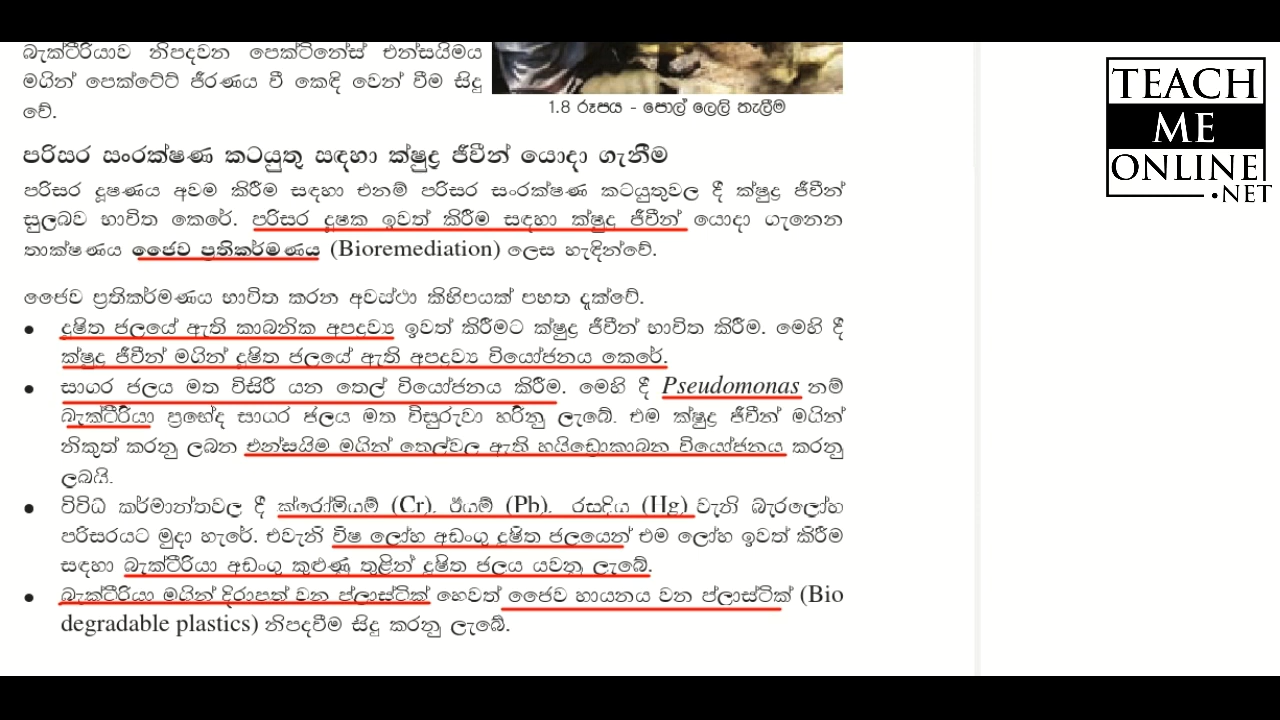 බැක්ටීරියාව නිපදවන පෙක්ටිනේස් එන්සයිමය
මගින් පෙක්ටේට් ජීරණය වී කෙඳි වෙන් වීම සිදු
වේ.
1.8 රූපය - පොල් ලෙලි තැලීම
පරිසර සංරක්ෂණ කටයුතු සඳහා ක්ෂුද්‍ර ජීවීන් යොදා ගැනීම
පරිසර දූෂණය අවම කිරීම සඳහා එනම් පරිසර සංරක්ෂණ කටයුතුවල දී ක්ෂුද්‍ර ජීවීන්
සුලබව භාවිත කෙරේ. පරිසර දූෂක ඉවත් කිරීම සඳහා ක්ෂුද්‍ර ජීවීන් යොදා ගැනෙන
තාක්ෂණය ජෛව ප්‍රතිකර්මණය (Bioremediation) ලෙස හැඳින්වේ.
ජෛව ප්‍රතිකර්මණය භාවිත කරන අවස්ථා කිහිපයක් පහත දැක්වේ.
• දූෂිත ජලයේ ඇති කාබනික අපද්‍රව්‍ය ඉවත් කිරීමට ක්ෂුද්‍ර ජීවීන් භාවිත කිරීම. මෙහි දී
ක්ෂුද්‍ර ජීවීන් මගින් දූෂිත ජලයේ ඇති අපද්‍රව්‍ය වියෝජනය කෙරේ.
• සාගර ජලය මත විසිරී යන තෙල් වියෝජනය කිරීම. මෙහි දී Pseudomonas නම්
බැක්ටීරියා ප්‍රභේද සාගර ජලය මත විසුරුවා හරිනු ලැබේ. එම ක්ෂුද්‍ර ජීවීන් මගින්
නිකුත් කරනු ලබන එන්සයිම මගින් තෙල්වල ඇති හයිඩ්‍රොකාබන වියෝජනය කරනු
ලබයි.
• විවිධ කර්මාන්තවල දී ක්රෝමියම් (Cr), ඊයම් (Pb), රසදිය (Hg) වැනි බැරලෝහ
පරිසරයට මුදා හැරේ. එවැනි විෂ ලෝහ අඩංගු දූෂිත ජලයෙන් එම ලෝහ ඉවත් කිරීම
සඳහා බැක්ටීරියා අඩංගු කුළුණු තුළින් දූෂිත ජලය යවනු ලැබේ.
• බැක්ටීරියා මගින් දිරාපත් වන ප්ලාස්ටික් හෙවත් ජෛව හායනය වන ප්ලාස්ටික් (Bio
degradable plastics) නිපදවීම සිදු කරනු ලැබේ.
TEACH
ME
ONLINE
.NET